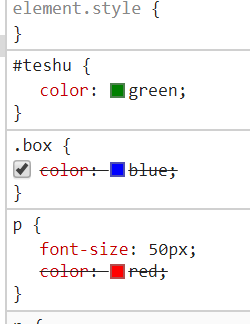 element.style {
}
#teshu {
color: green;
}
.box {
color: blue;
}
p {
font-size: 50px;
color: red;
}